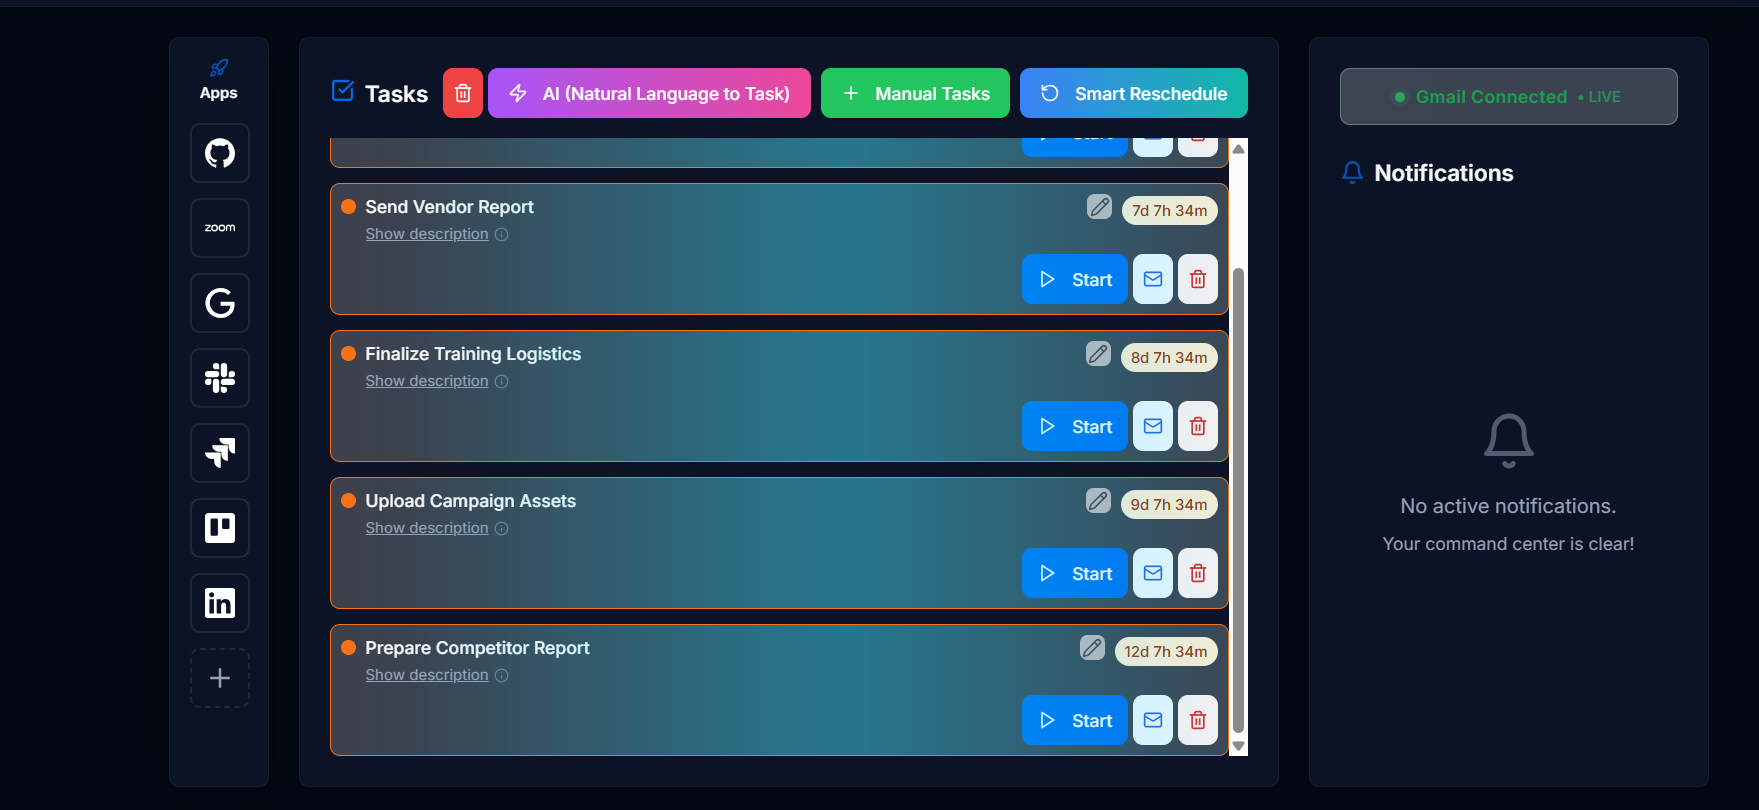 Apps
zoom
Tasks
AI (Natural Language to Task)
Manual Tasks
Smart Reschedule
Start
Send Vendor Report
7d 7h 34m
Show description
Start
Finalize Training Logistics
8d 7h 34m
Show description
Start
Upload Campaign Assets
9d 7h 34m
Show description
Start
Prepare Competitor Report
12d 7h 34m
Show description
Start
Gmail Connected • LIVE
Notifications
No active notifications.
Your command center is clear!